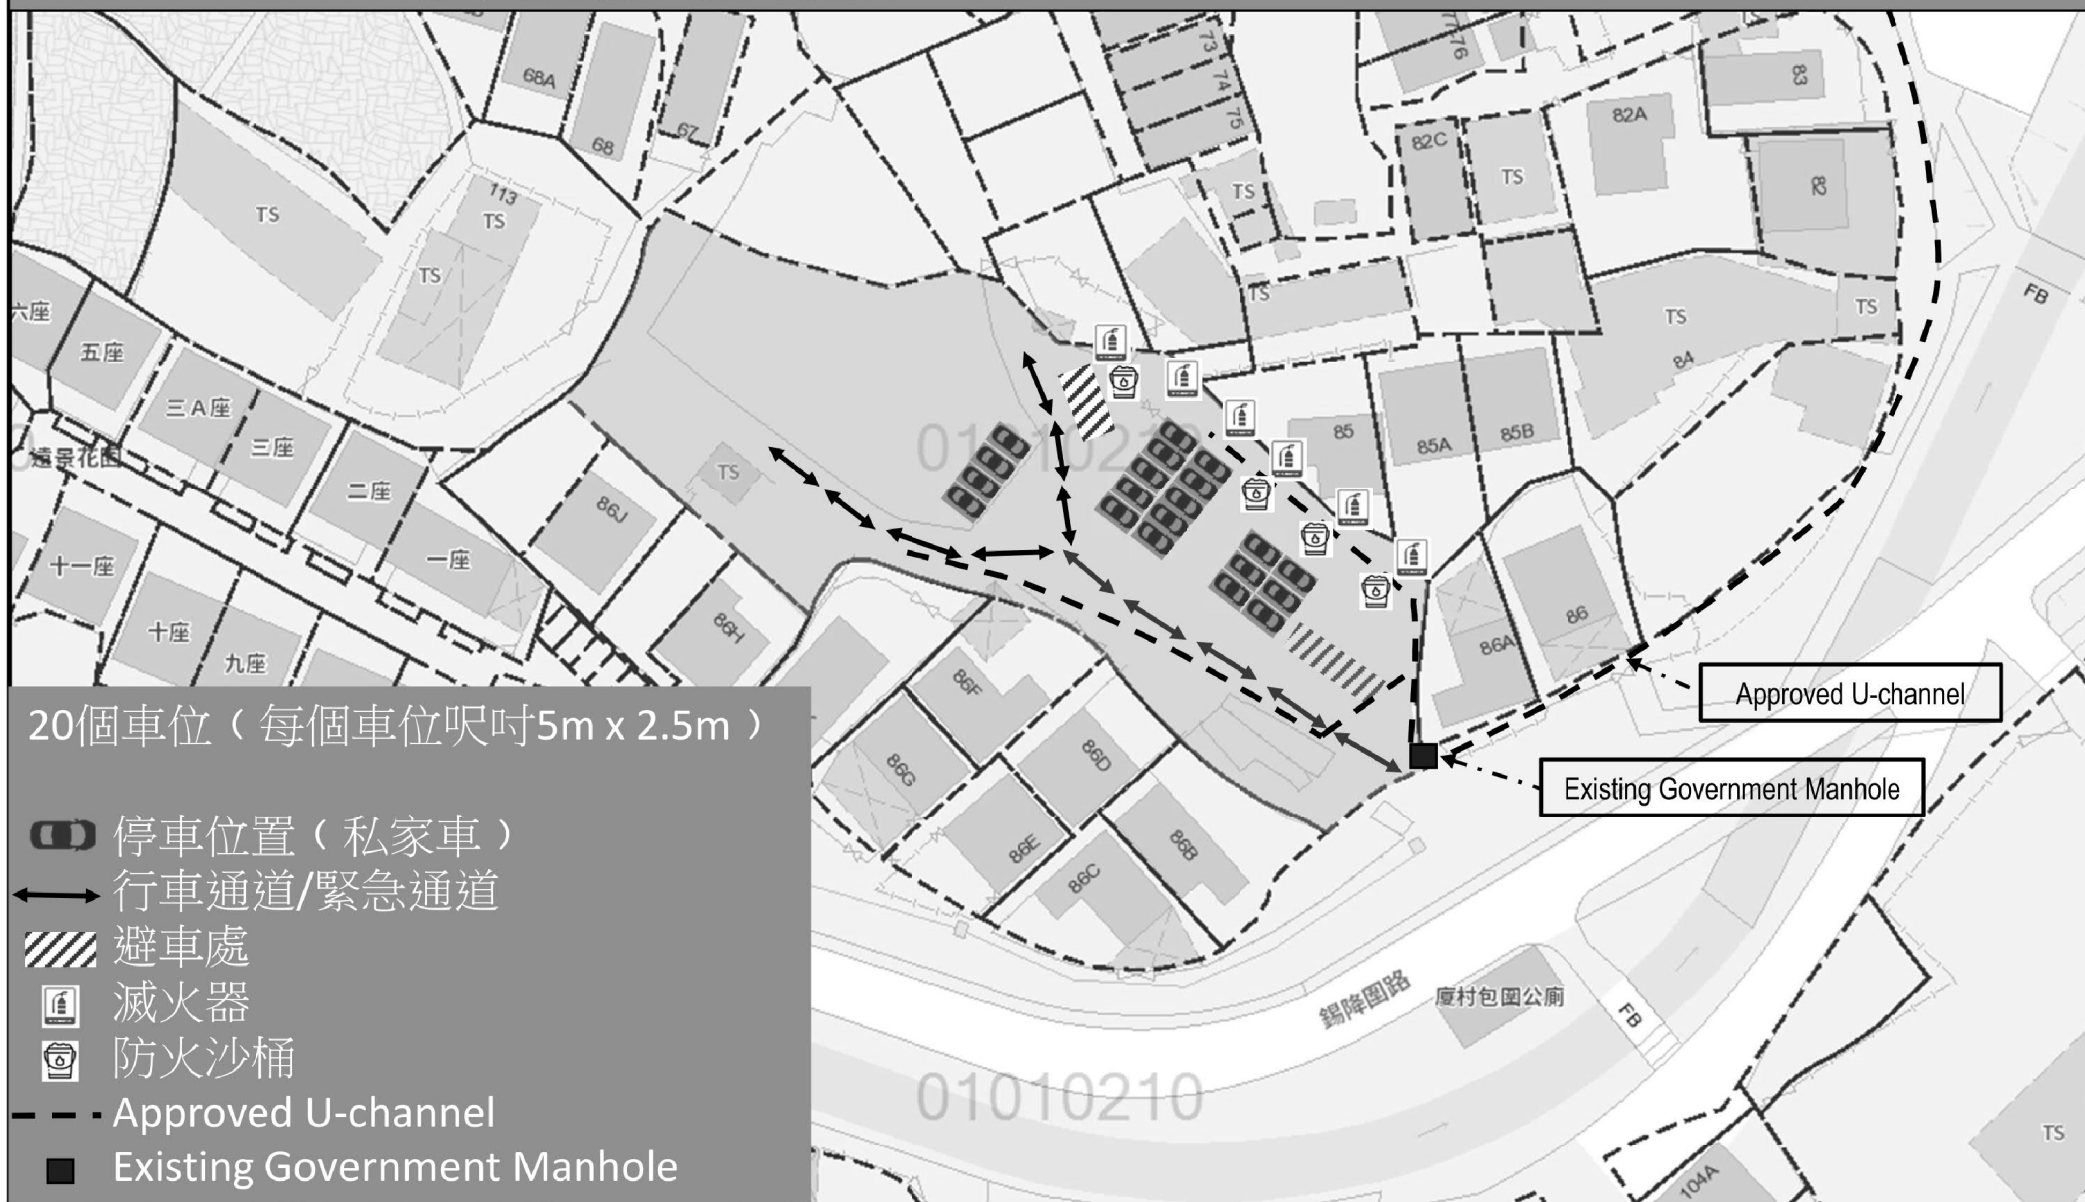 73
74
75
76
83
68A
68
67
82A
82C
TS
82
113
TS
TS
TS
TS
FB
六座
TS
TS
TS
五座
84
三A座
三座
85
85A
85B
遠景花園
TS
二座
86J
十一座
一座
86
86H
86A
十座
九座
86F
Approved U-channel
20個車位（每個車位呎吋5m x 2.5m）
86G
86D
Existing Government Manhole
停車位置（私家車）
86E
86B
86C
行車通道/緊急通道
避車處
錫降圍路
廈村包圍公廁
滅火器
FB
防火沙桶
01010210
Approved U-channel
TS
Existing Government Manhole
104A